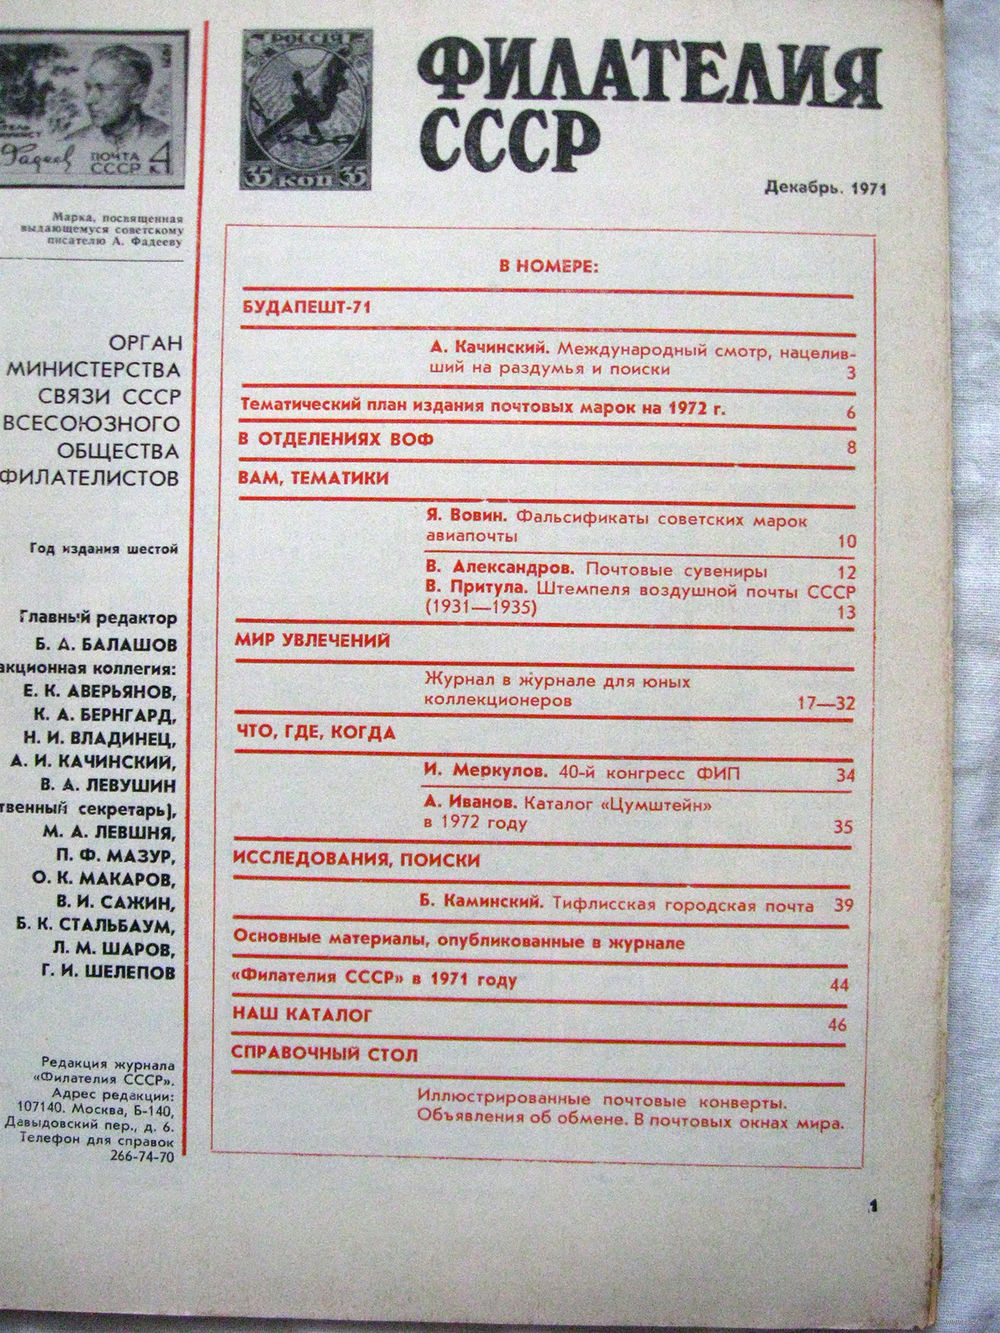 Фадеев
ПОЧТА
СССР
4
к
Марка, посвященная
выдающемуся советскому
писателю А. Фадееву
ОРГАН
МИНИСТЕРСТВА
СВЯЗИ СССР
ВСЕСОЮЗНОГО
ОБЩЕСТВА
ФИЛАТЕЛИСТОВ
Год издания шестой
Главный редактор
Б. А. БАЛАШОВ
акционная коллегия:
Е. К. АВЕРЬЯНОВ,
К. А. БЕРНГАРД,
Н. И. ВЛАДИНЕЦ,
А. И. КАЧИНСКИЙ,
В. А. ЛЕВУШИН
твенный секретарь),
М. А. ЛЕВШНЯ,
П. Ф. МАЗУР,
О. К. МАКАРОВ,
В. И. САЖИН,
Б. К. СТАЛЬБАУМ,
Л. М. ШАРОВ,
Г. И. ШЕЛЕПОВ
Редакция журнала
«Филателия СССР».
Адрес редакции:
107140. Москва, Б-140,
Давыдовский пер., д. 6.
Телефон для справок
266-74-70
РОССІЯ
35 КОП 35
ФИЛАТЕЛИЯ
СССР
Декабрь. 1971
В НОМЕРЕ:
БУДАПЕШТ-71
А. Качинский. Международный смотр, нацелив-
ший на раздумья и поиски 3
Тематический план издания почтовых марок на 1972 г. 6
В ОТДЕЛЕНИЯХ ВОФ 8
ВАМ, ТЕМАТИКИ
Я. Вовин. Фальсификаты советских марок
авиапочты 10
В. Александров. Почтовые сувениры 12
В. Притула. Штемпеля воздушной почты СССР
(1931—1935) 13
МИР УВЛЕЧЕНИЙ
Журнал в журнале для юных
коллекционеров 17—32
ЧТО, ГДЕ, КОГДА
И. Меркулов. 40-й конгресс ФИП 34
А. Иванов. Каталог «Цумштейн»
в 1972 году 35
ИССЛЕДОВАНИЯ, ПОИСКИ
Б. Каминский. Тифлисская городская почта 39
Основные материалы, опубликованные в журнале
«Филателия СССР» в 1971 году 44
НАШ КАТАЛОГ 46
СПРАВОЧНЫЙ СТОЛ
Иллюстрированные почтовые конверты.
Объявления об обмене. В почтовых окнах мира.
1